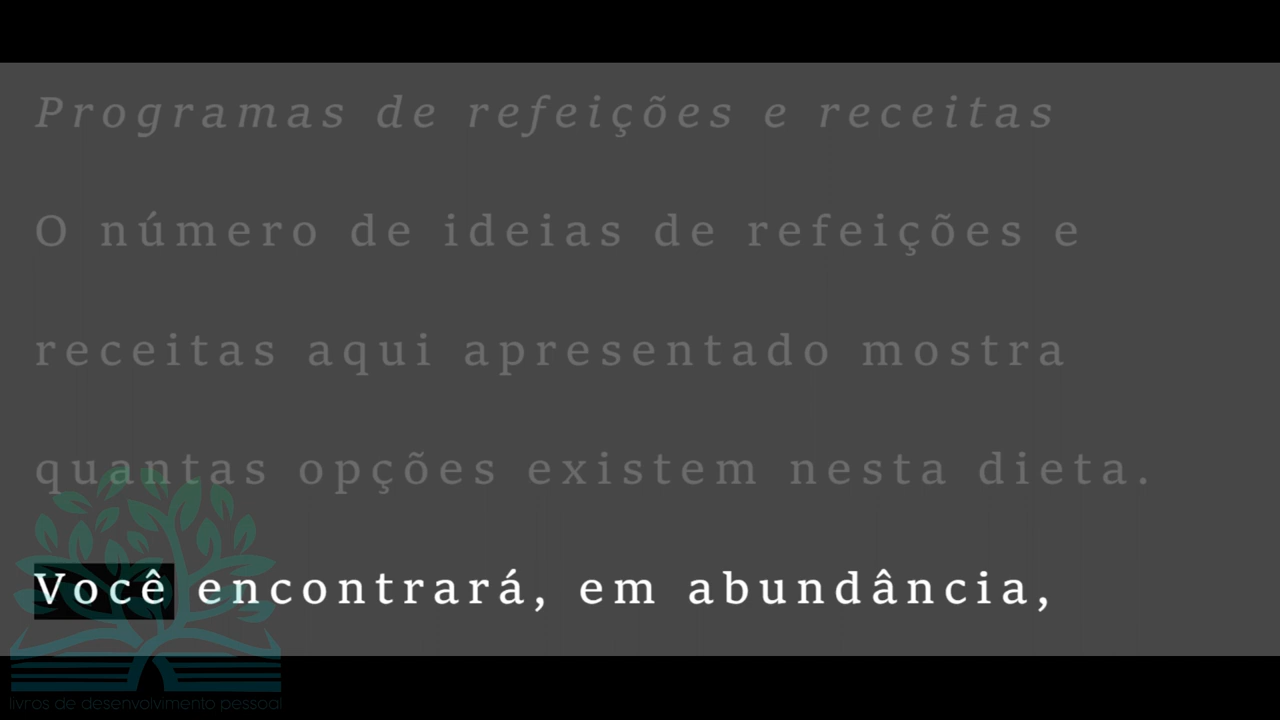 Programas de refeições e receitas
O número de ideias de refeições e
receitas aqui apresentado mostra
quantas opções existem nesta dieta.
Você encontrará, em abundância,
livros de desenvolvimento pessoal